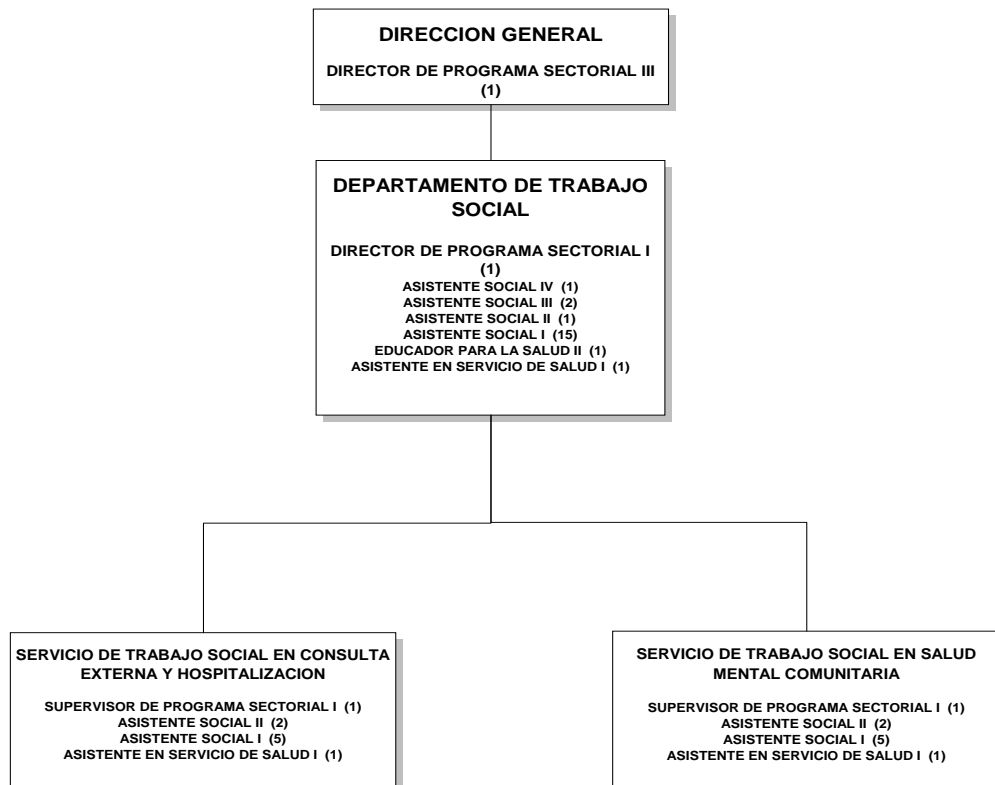 DIRECCION GENERAL
DIRECTOR DE PROGRAMA SECTORIAL III
(1)
DEPARTAMENTO DE TRABAJO
SOCIAL
DIRECTOR DE PROGRAMA SECTORIAL I
(1)
ASISTENTE SOCIAL IV (1)
ASISTENTE SOCIAL III (2)
ASISTENTE SOCIAL II (1)
ASISTENTE SOCIAL I (15)
EDUCADOR PARA LA SALUD II (1)
ASISTENTE EN SERVICIO DE SALUD I (1)
SERVICIO DE TRABAJO SOCIAL EN CONSULTA
EXTERNA Y HOSPITALIZACION
SUPERVISOR DE PROGRAMA SECTORIAL I (1)
ASISTENTE SOCIAL II (2)
ASISTENTE SOCIAL I (5)
ASISTENTE EN SERVICIO DE SALUD I (1)
SERVICIO DE TRABAJO SOCIAL EN SALUD
MENTAL COMUNITARIA
SUPERVISOR DE PROGRAMA SECTORIAL I (1)
ASISTENTE SOCIAL II (2)
ASISTENTE SOCIAL I (5)
ASISTENTE EN SERVICIO DE SALUD I (1)